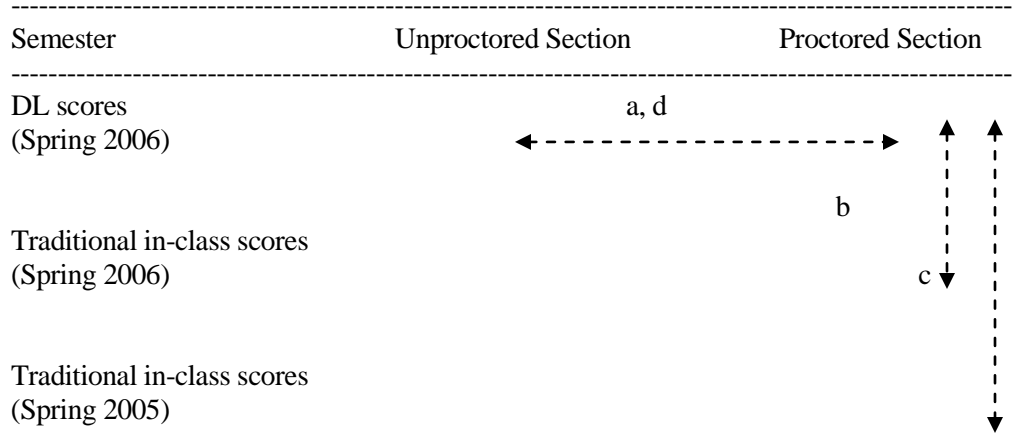 Semester Unproctored Section Proctored Section
DL scores a, d
(Spring 2006)
b
Traditional in-class scores
(Spring 2006) c
Traditional in-class scores
(Spring 2005)